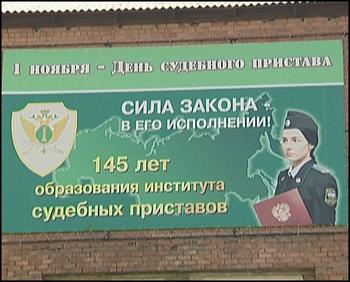 1 ноября – День судебного пристава
СИЛА ЗАКОНА -
В ЕГО ИСПОЛНЕНИИ!
145 лет
образования института
судебных приставов